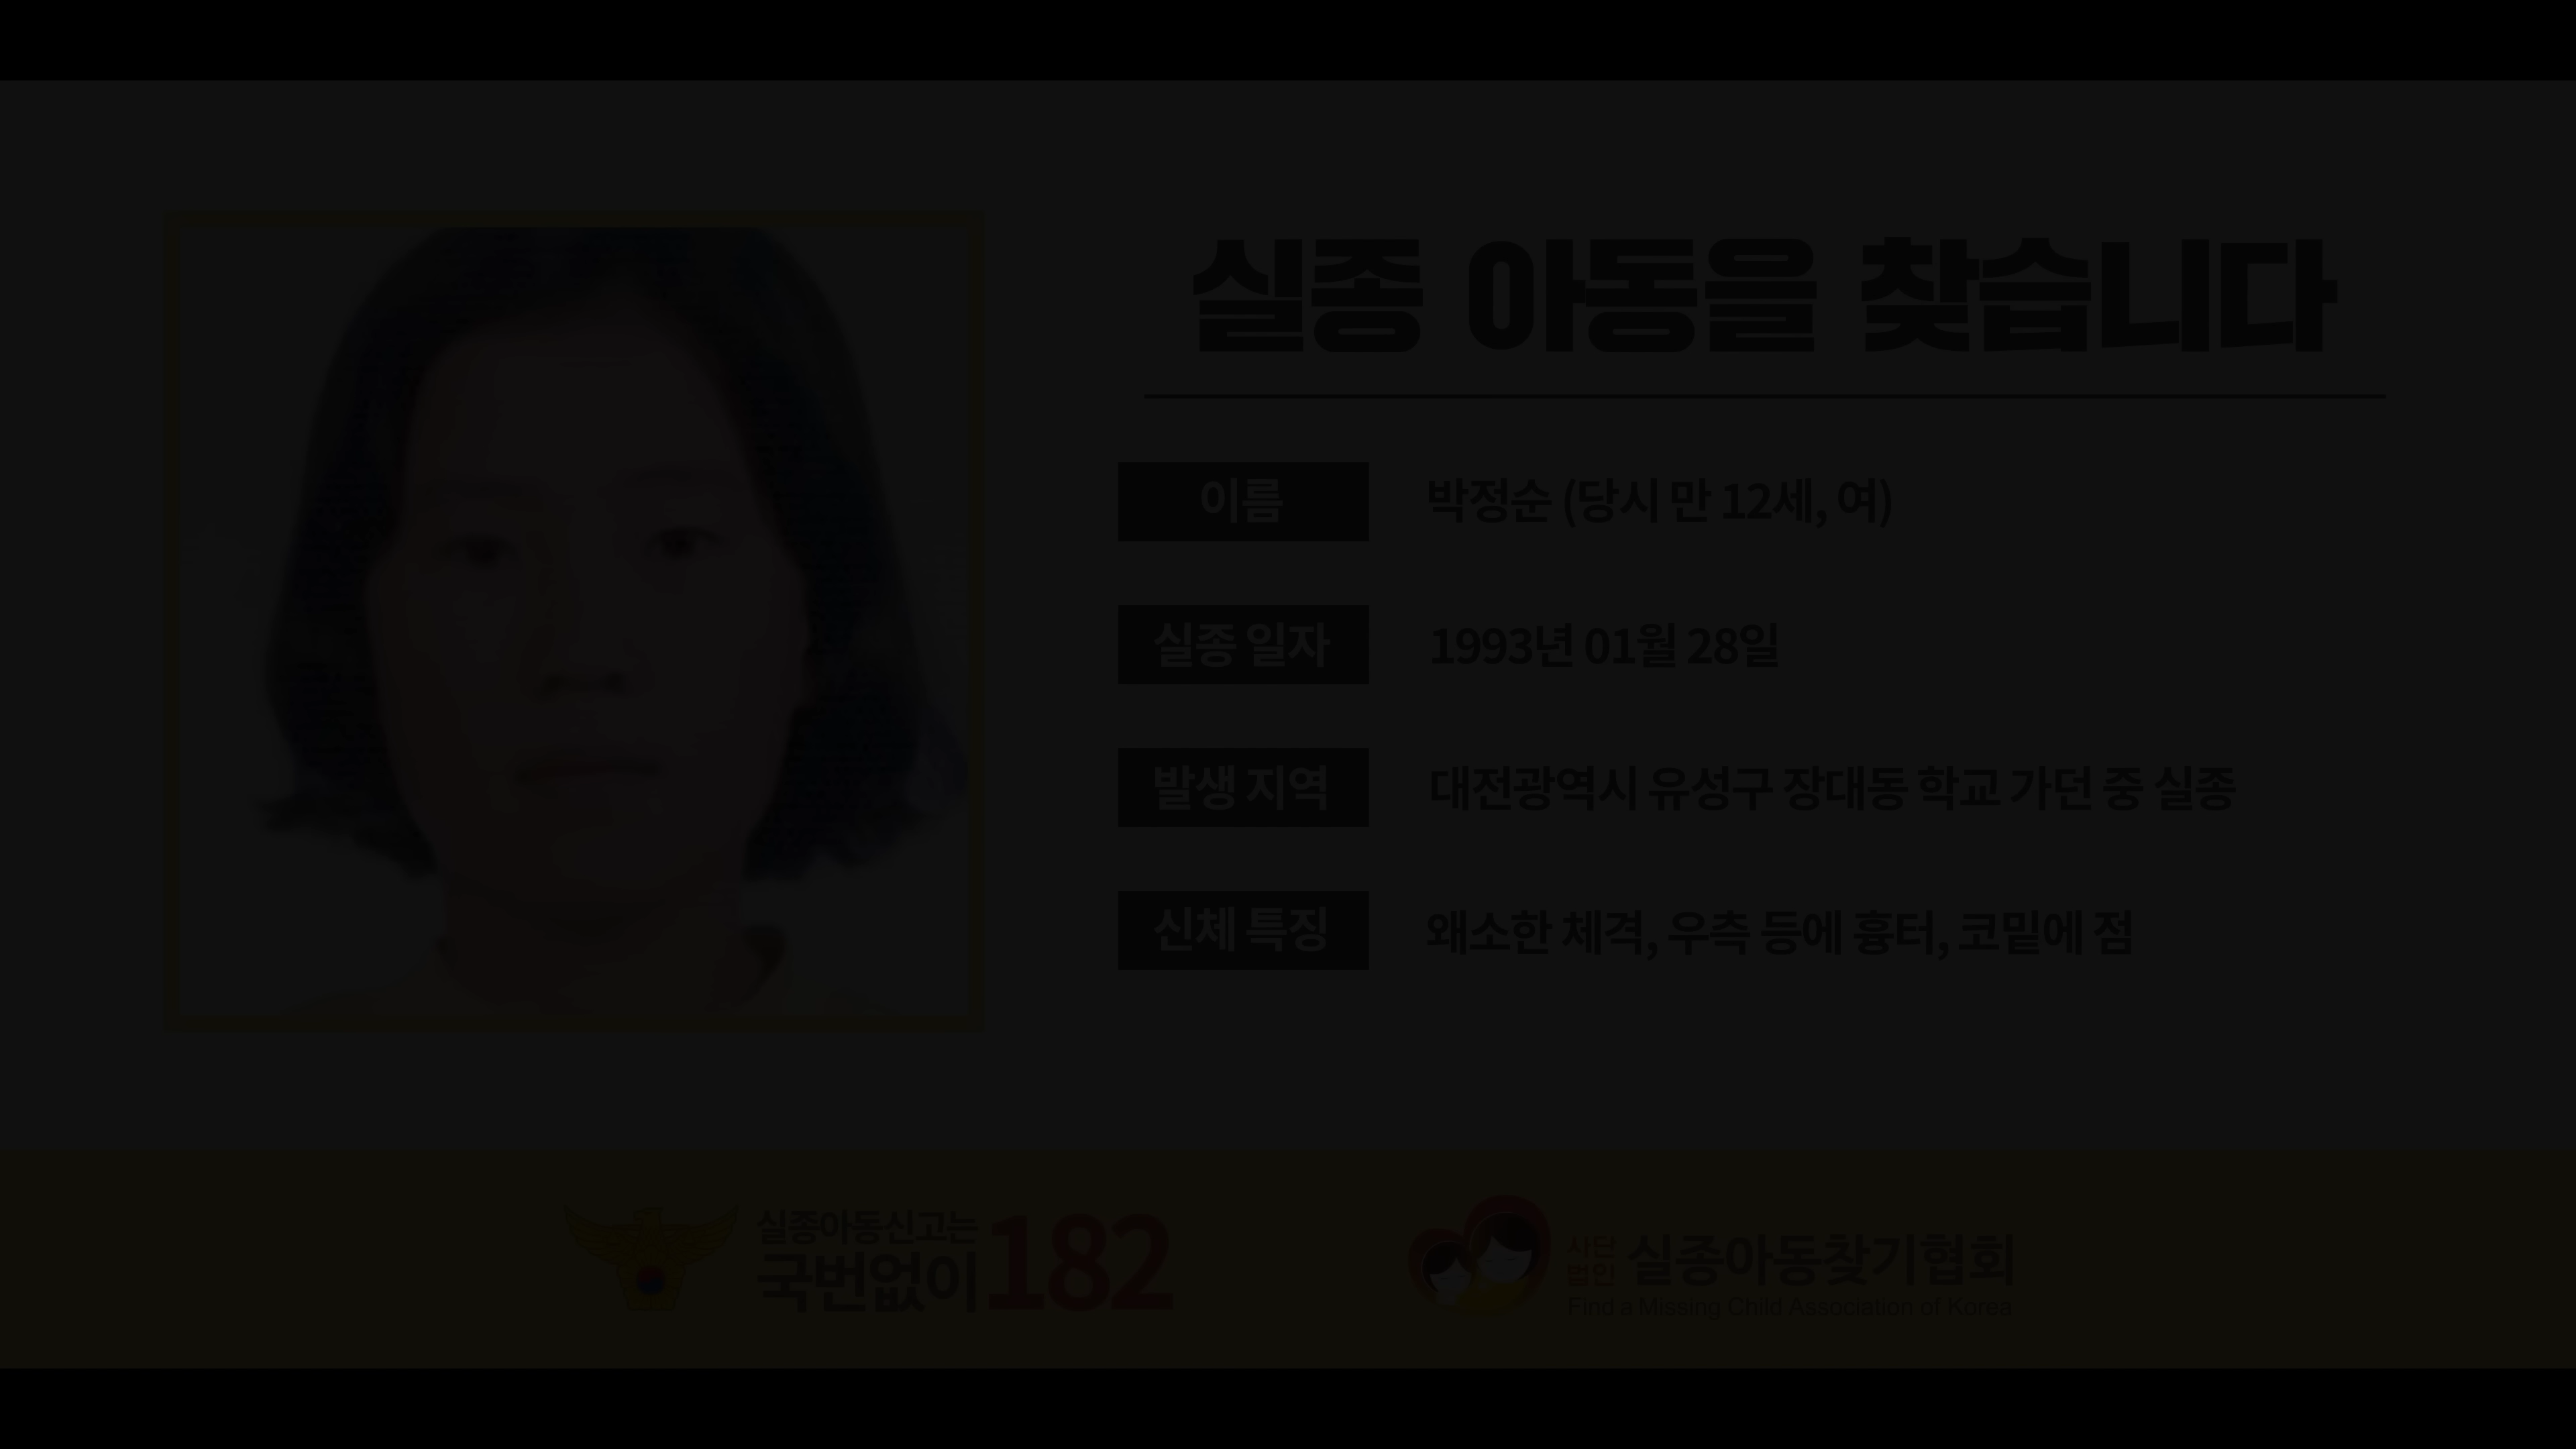 실종 아동을 찾습니다
이름 박정순 (당시 만 12세, 여)
실종 일자 1993년 01월 28일
발생 지역 대전광역시 유성구 장대동 학교 가던 중 실종
신체 특징 왜소한 체격, 우측 등에 흉터, 코밑에 점
실종아동신고는
국번없이 182
사단
법인 실종아동찾기협회
Find a Missing Child Association of Korea